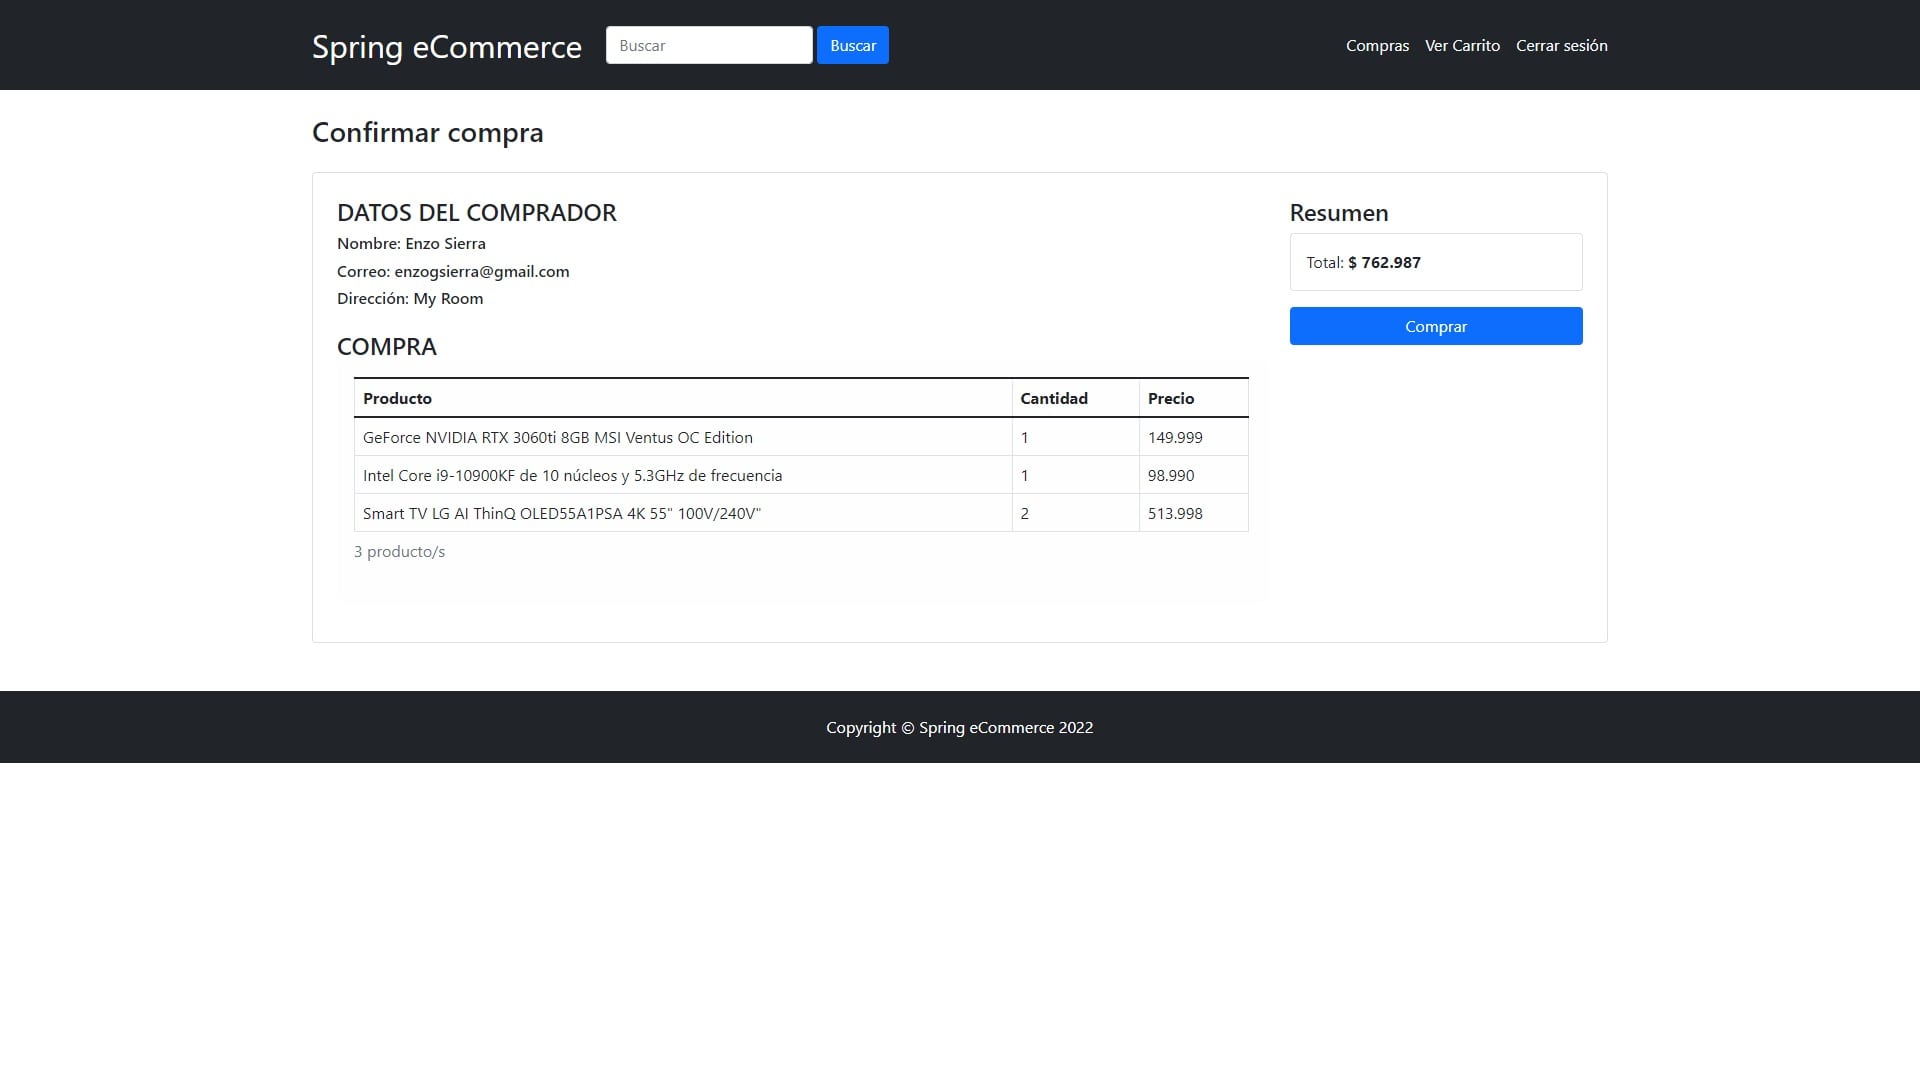 Spring eCommerce
Buscar
Buscar
Compras
Ver Carrito
Cerrar sesión
Confirmar compra
DATOS DEL COMPRADOR
Nombre: Enzo Sierra
Correo: enzogsierra@gmail.com
Dirección: My Room
COMPRA
Producto Cantidad Precio
GeForce NVIDIA RTX 3060ti 8GB MSI Ventus OC Edition 1 149.999
Intel Core i9-10900KF de 10 núcleos y 5.3GHz de frecuencia 1 98.990
Smart TV LG AI ThinQ OLED55A1PSA 4K 55" 100V/240V" 2 513.998
3 producto/s
Resumen
Total: $ 762.987
Comprar
Copyright © Spring eCommerce 2022